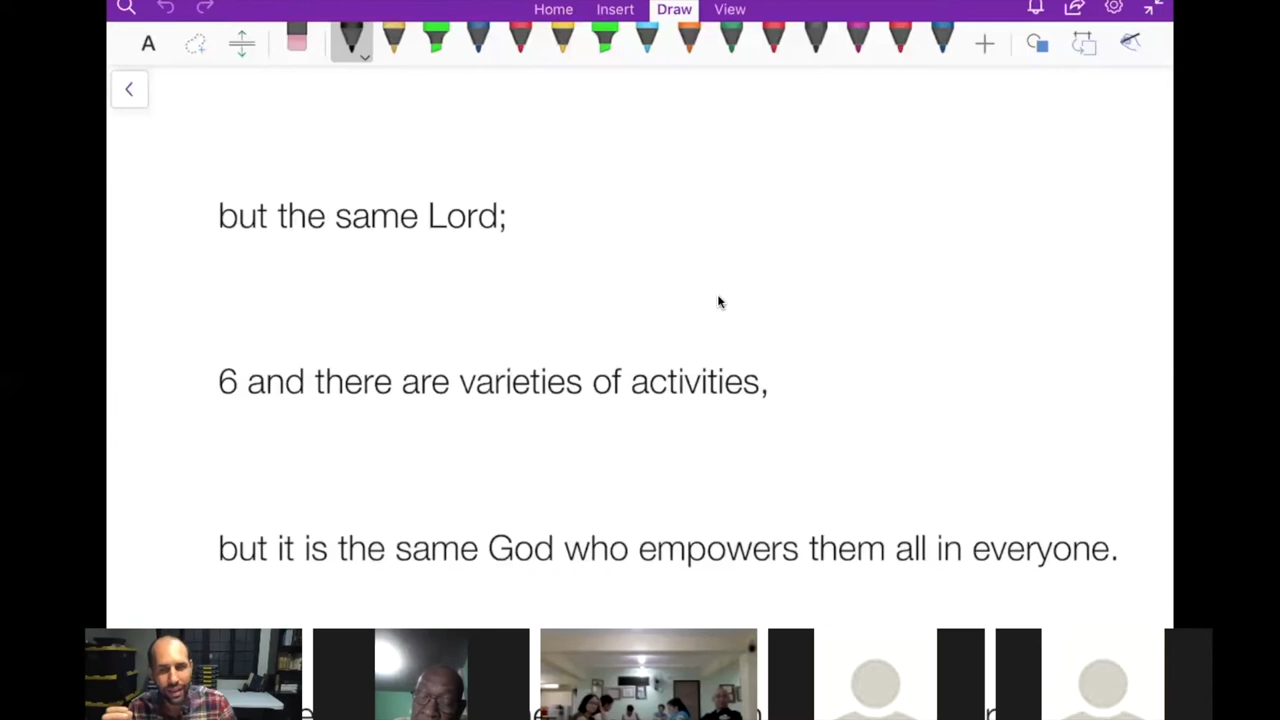 Home Insert Draw View
A
but the same Lord;
6 and there are varieties of activities,
but it is the same God who empowers them all in everyone.